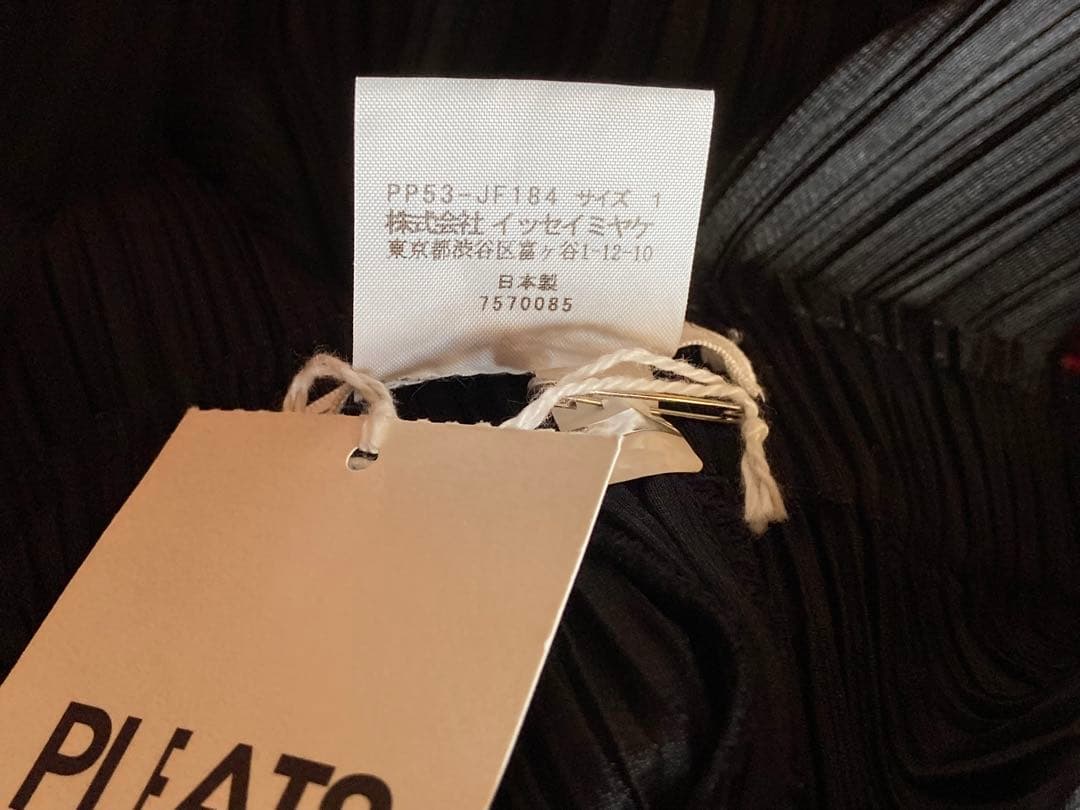 PP53-JF184 サイズ 1
株式会社 イッセイミヤケ
東京都渋谷区富ヶ谷1-12-10
日本製
7570085
PLEATS